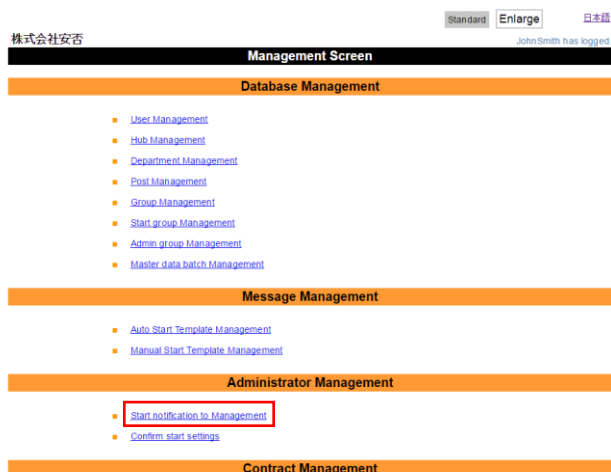 Standard Enlarge 日本語
株式会社安否
JohnSmith has logged.
Management Screen
Database Management
User Management
Hub Management
Department Management
Post Management
Group Management
Start group Management
Admin group Management
Master data batch Management
Message Management
Auto Start Template Management
Manual Start Template Management
Administrator Management
Start notification to Management
Confirm start settings
Contract Management